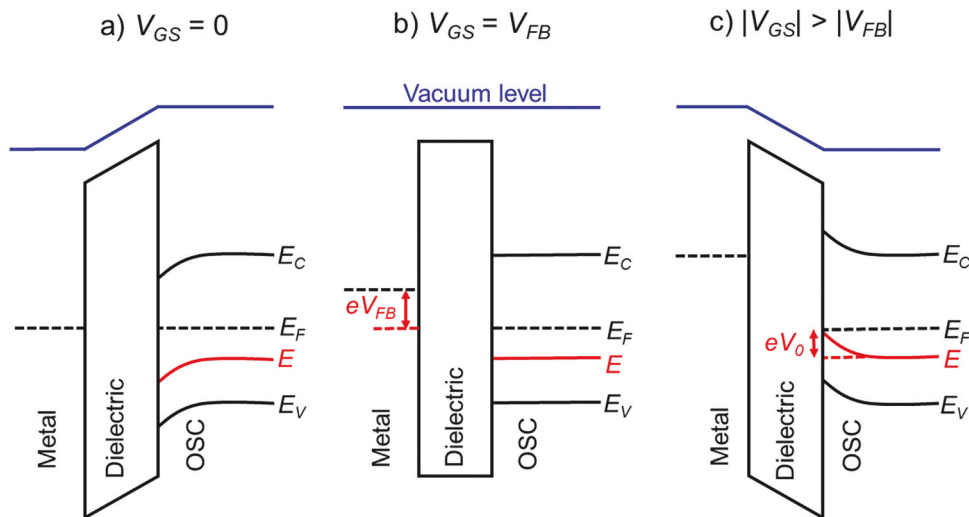 a) V_GS = 0
b) V_GS = V_FB
c) |V_GS| > |V_FB|
Vacuum level
E_C
E_F
E
E_V
Metal
Dielectric
OSC
E_C
eV_FB
E_F
E
E_V
Metal
Dielectric
OSC
E_C
E_F
eV_0
E
E_V
Metal
Dielectric
OSC